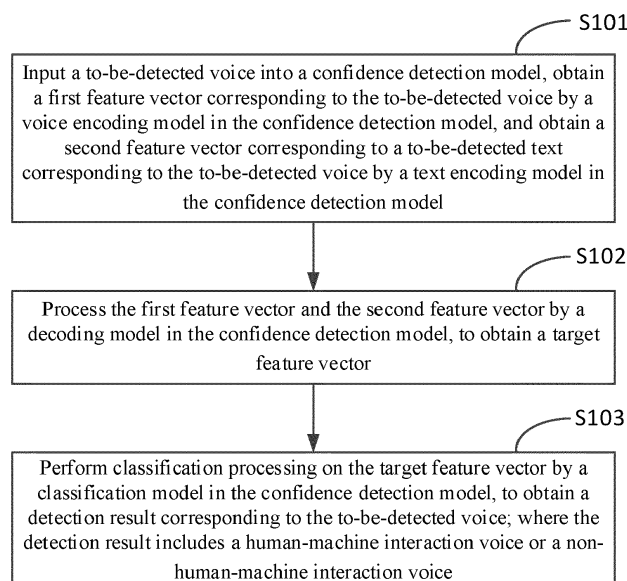 S101
Input a to-be-detected voice into a confidence detection model, obtain
a first feature vector corresponding to the to-be-detected voice by a
voice encoding model in the confidence detection model, and obtain a
second feature vector corresponding to a to-be-detected text
corresponding to the to-be-detected voice by a text encoding model in
the confidence detection model
S102
Process the first feature vector and the second feature vector by a
decoding model in the confidence detection model, to obtain a target
feature vector
S103
Perform classification processing on the target feature vector by a
classification model in the confidence detection model, to obtain a
detection result corresponding to the to-be-detected voice; where the
detection result includes a human-machine interaction voice or a non-
human-machine interaction voice